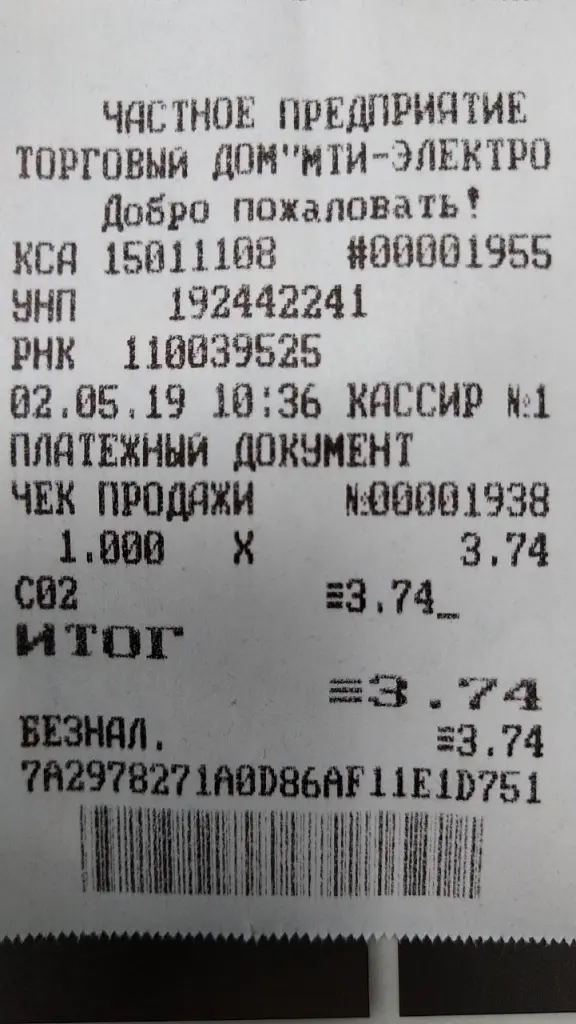 ЧАСТНОЕ ПРЕДПРИЯТИЕ
ТОРГОВЫЙ ДОМ"МТИ-ЭЛЕКТРО
Добро пожаловать!
КСА 15011108 #00001955
УНП 192442241
РНК 110039525
02.05.19 10:36 КАССИР №1
ПЛАТЕЖНЫЙ ДОКУМЕНТ
ЧЕК ПРОДАЖИ №00001938
1.000 X 3.74
С02 ≡3.74_
ИТОГ
≡3.74
БЕЗНАЛ. ≡3.74
7A2978271A0D86AF11E1D751